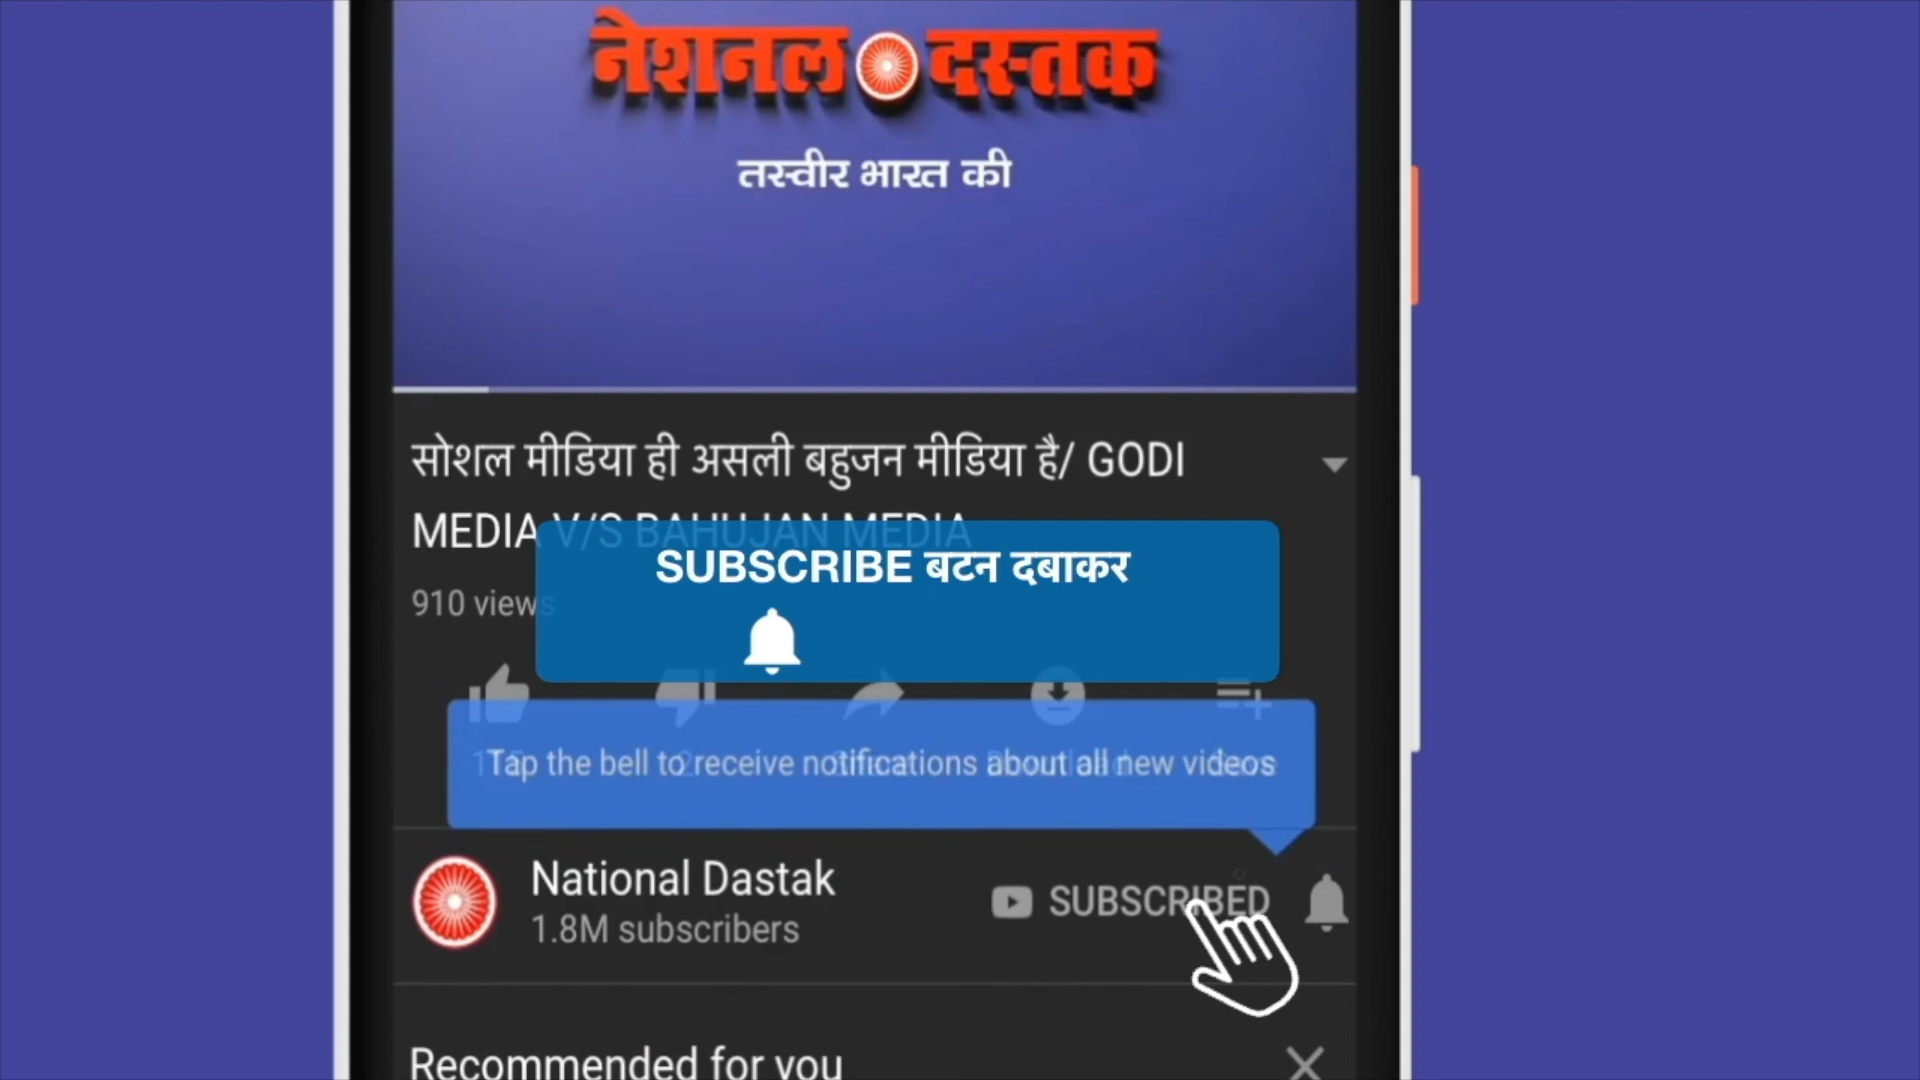 नेशनल दस्तक
तस्वीर भारत की
सोशल मीडिया ही असली बहुजन मीडिया है/ GODI
MEDIA V/S BAHUJAN MEDIA
SUBSCRIBE बटन दबाकर
910 views
Tap the bell to receive notifications about all new videos
National Dastak
SUBSCRIBED
1.8M subscribers
Recommended for you